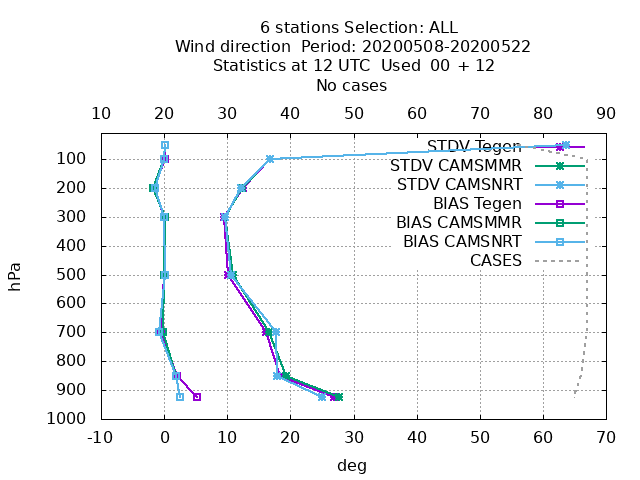 6 stations Selection: ALL
Wind direction  Period: 20200508-20200522
Statistics at 12 UTC  Used  00 + 12
No cases
10 20 30 40 50 60 70 80 90
STDV Tegen
100
STDV CAMSMMR
200
STDV CAMSNRT
BIAS Tegen
300
BIAS CAMSMMR
400
BIAS CAMSNRT
CASES
500
600
700
800
900
1000
hPa
-10 0 10 20 30 40 50 60 70
deg